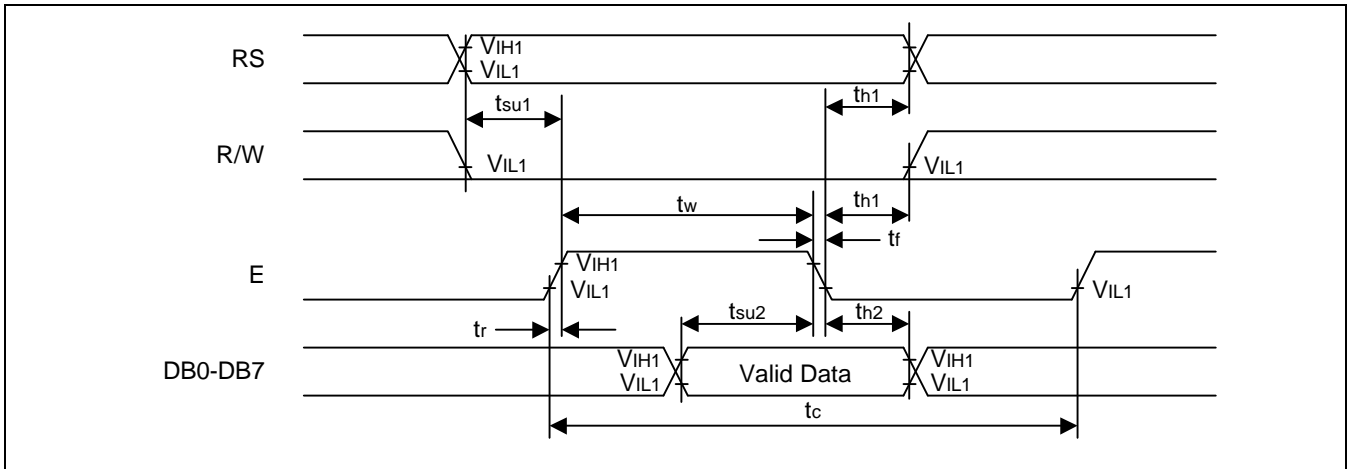 RS
VIH1
VIL1
tsu1
th1
R/W
VIL1
VIL1
tw
th1
tf
E
VIH1
VIL1
VIL1
tsu2
th2
tr
DB0-DB7
VIH1
VIL1
Valid Data
VIH1
VIL1
tc